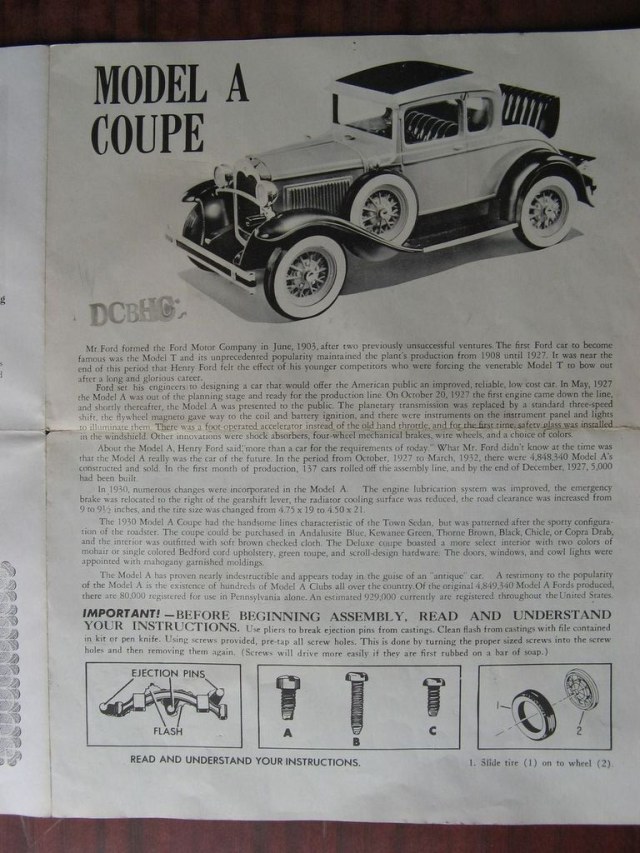 MODEL A
COUPE
DCBHG
Mr. Ford formed the Ford Motor Company in June, 1903, after two previously unsuccessful ventures. The first Ford car to become
famous was the Model T and its unprecedented popularity maintained the plant's production from 1908 until 1927. It was near the
end of this period that Henry Ford felt the effect of his younger competitors who were forcing the venerable Model T to bow out
after a long and glorious career.
Ford set his engineers to designing a car that would offer the American public an improved, reliable, low cost car. In May, 1927
the Model A was out of the planning stage and ready for the production line. On October 20, 1927 the first engine came down the line,
and shortly thereafter, the Model A was presented to the public. The planetary transmission was replaced by a standard three-speed
shift, the flywheel magneto gave way to the coil and battery ignition, and there were instruments on the instrument panel and lights
to illuminate them. There was a foot-operated accelerator instead of the old hand throttle, and for the first time, safety glass was installed
in the windshield. Other innovations were shock absorbers, four-wheel mechanical brakes, wire wheels, and a choice of colors.
About the Model A, Henry Ford said, "more than a car for the requirements of today." What Mr. Ford didn't know at the time was
that the Model A really was the car of the future. In the period from October, 1927 to March, 1932, there were 4,848,340 Model A's
constructed and sold. In the first month of production, 137 cars rolled off the assembly line, and by the end of December, 1927, 5,000
had been built.
In 1930, numerous changes were incorporated in the Model A. The engine lubrication system was improved, the emergency
brake was relocated to the right of the gearshift lever, the radiator cooling surface was reduced, the road clearance was increased from
9 to 9½ inches, and the tire size was changed from 4.75 x 19 to 4.50 x 21.
The 1930 Model A Coupe had the handsome lines characteristic of the Town Sedan, but was patterned after the sporty configura-
tion of the roadster. The coupe could be purchased in Andalusite Blue, Kewanee Green, Thorne Brown, Black, Chicle, or Copra Drab,
and the interior was outfitted with soft brown checked cloth. The Deluxe coupe boasted a more select interior with two colors of
mohair or single colored Bedford cord upholstery, green taupe, and scroll-design hardware. The doors, windows, and cowl lights were
appointed with mahogany garnished moldings.
The Model A has proven nearly indestructible and appears today in the guise of an "antique" car. A testimony to the popularity
of the Model A is the existence of hundreds of Model A Clubs all over the country. Of the original 4,849,340 Model A Fords produced,
there are 80,000 registered for use in Pennsylvania alone. An estimated 929,000 currently are registered throughout the United States.
IMPORTANT! — BEFORE BEGINNING ASSEMBLY, READ AND UNDERSTAND
YOUR INSTRUCTIONS. Use pliers to break ejection pins from castings. Clean flash from castings with file contained
in kit or pen knife. Using screws provided, pre-tap all screw holes. This is done by turning the proper sized screws into the screw
holes and then removing them again. (Screws will drive more easily if they are first rubbed on a bar of soap.)
EJECTION PINS
FLASH
A
B
C
1
2
READ AND UNDERSTAND YOUR INSTRUCTIONS.
1. Slide tire (1) on to wheel (2)